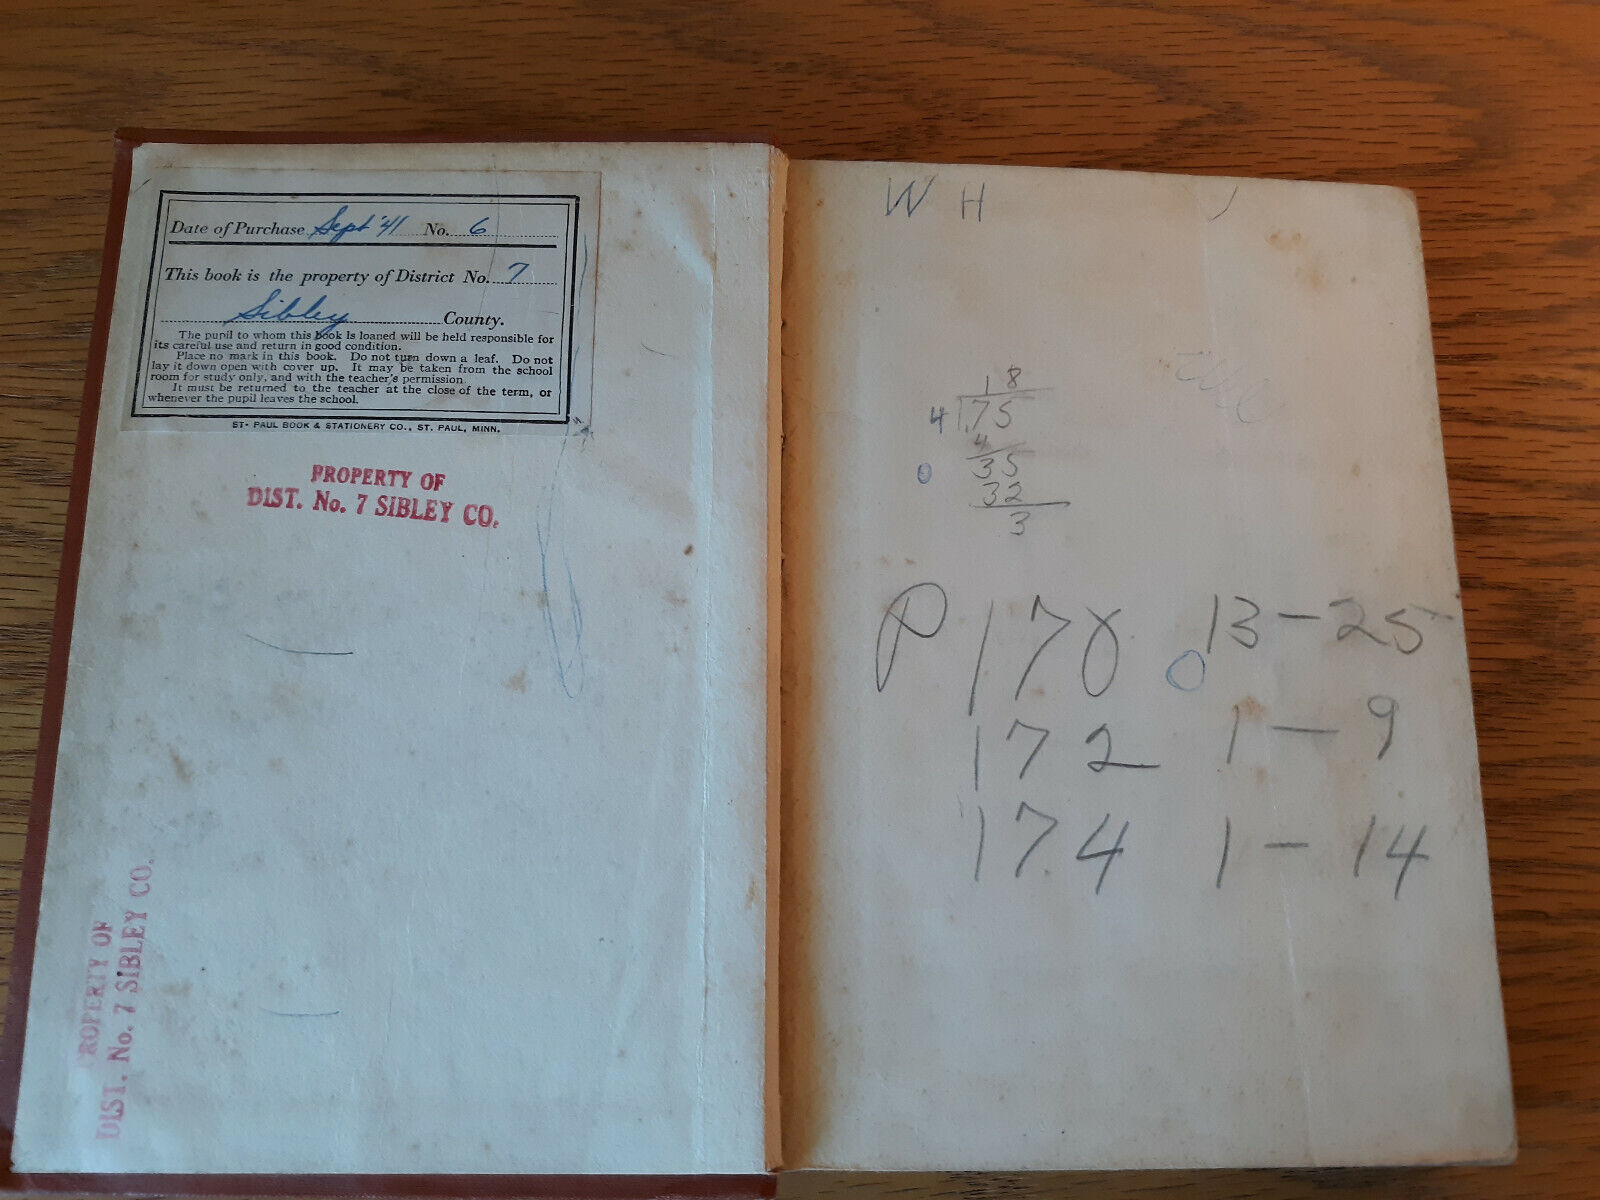 Date of Purchase Sept '41 No. 6
This book is the property of District No. 7
Sibley County.
The pupil to whom this book is loaned will be held responsible for
its careful use and return in good condition.
Place no mark in this book. Do not turn down a leaf. Do not
lay it down open with cover up. It may be taken from the school
room for study only, and with the teacher's permission.
It must be returned to the teacher at the close of the term, or
whenever the pupil leaves the school.
ST. PAUL BOOK & STATIONERY CO., ST. PAUL, MINN.
PROPERTY OF
DIST. No. 7 SIBLEY CO.
ROPERTY OF
DIST. No. 7 SIBLEY CO.
W H
18
4 75
4
35
32
3
P 170 13-25
172 1-9
174 1-14